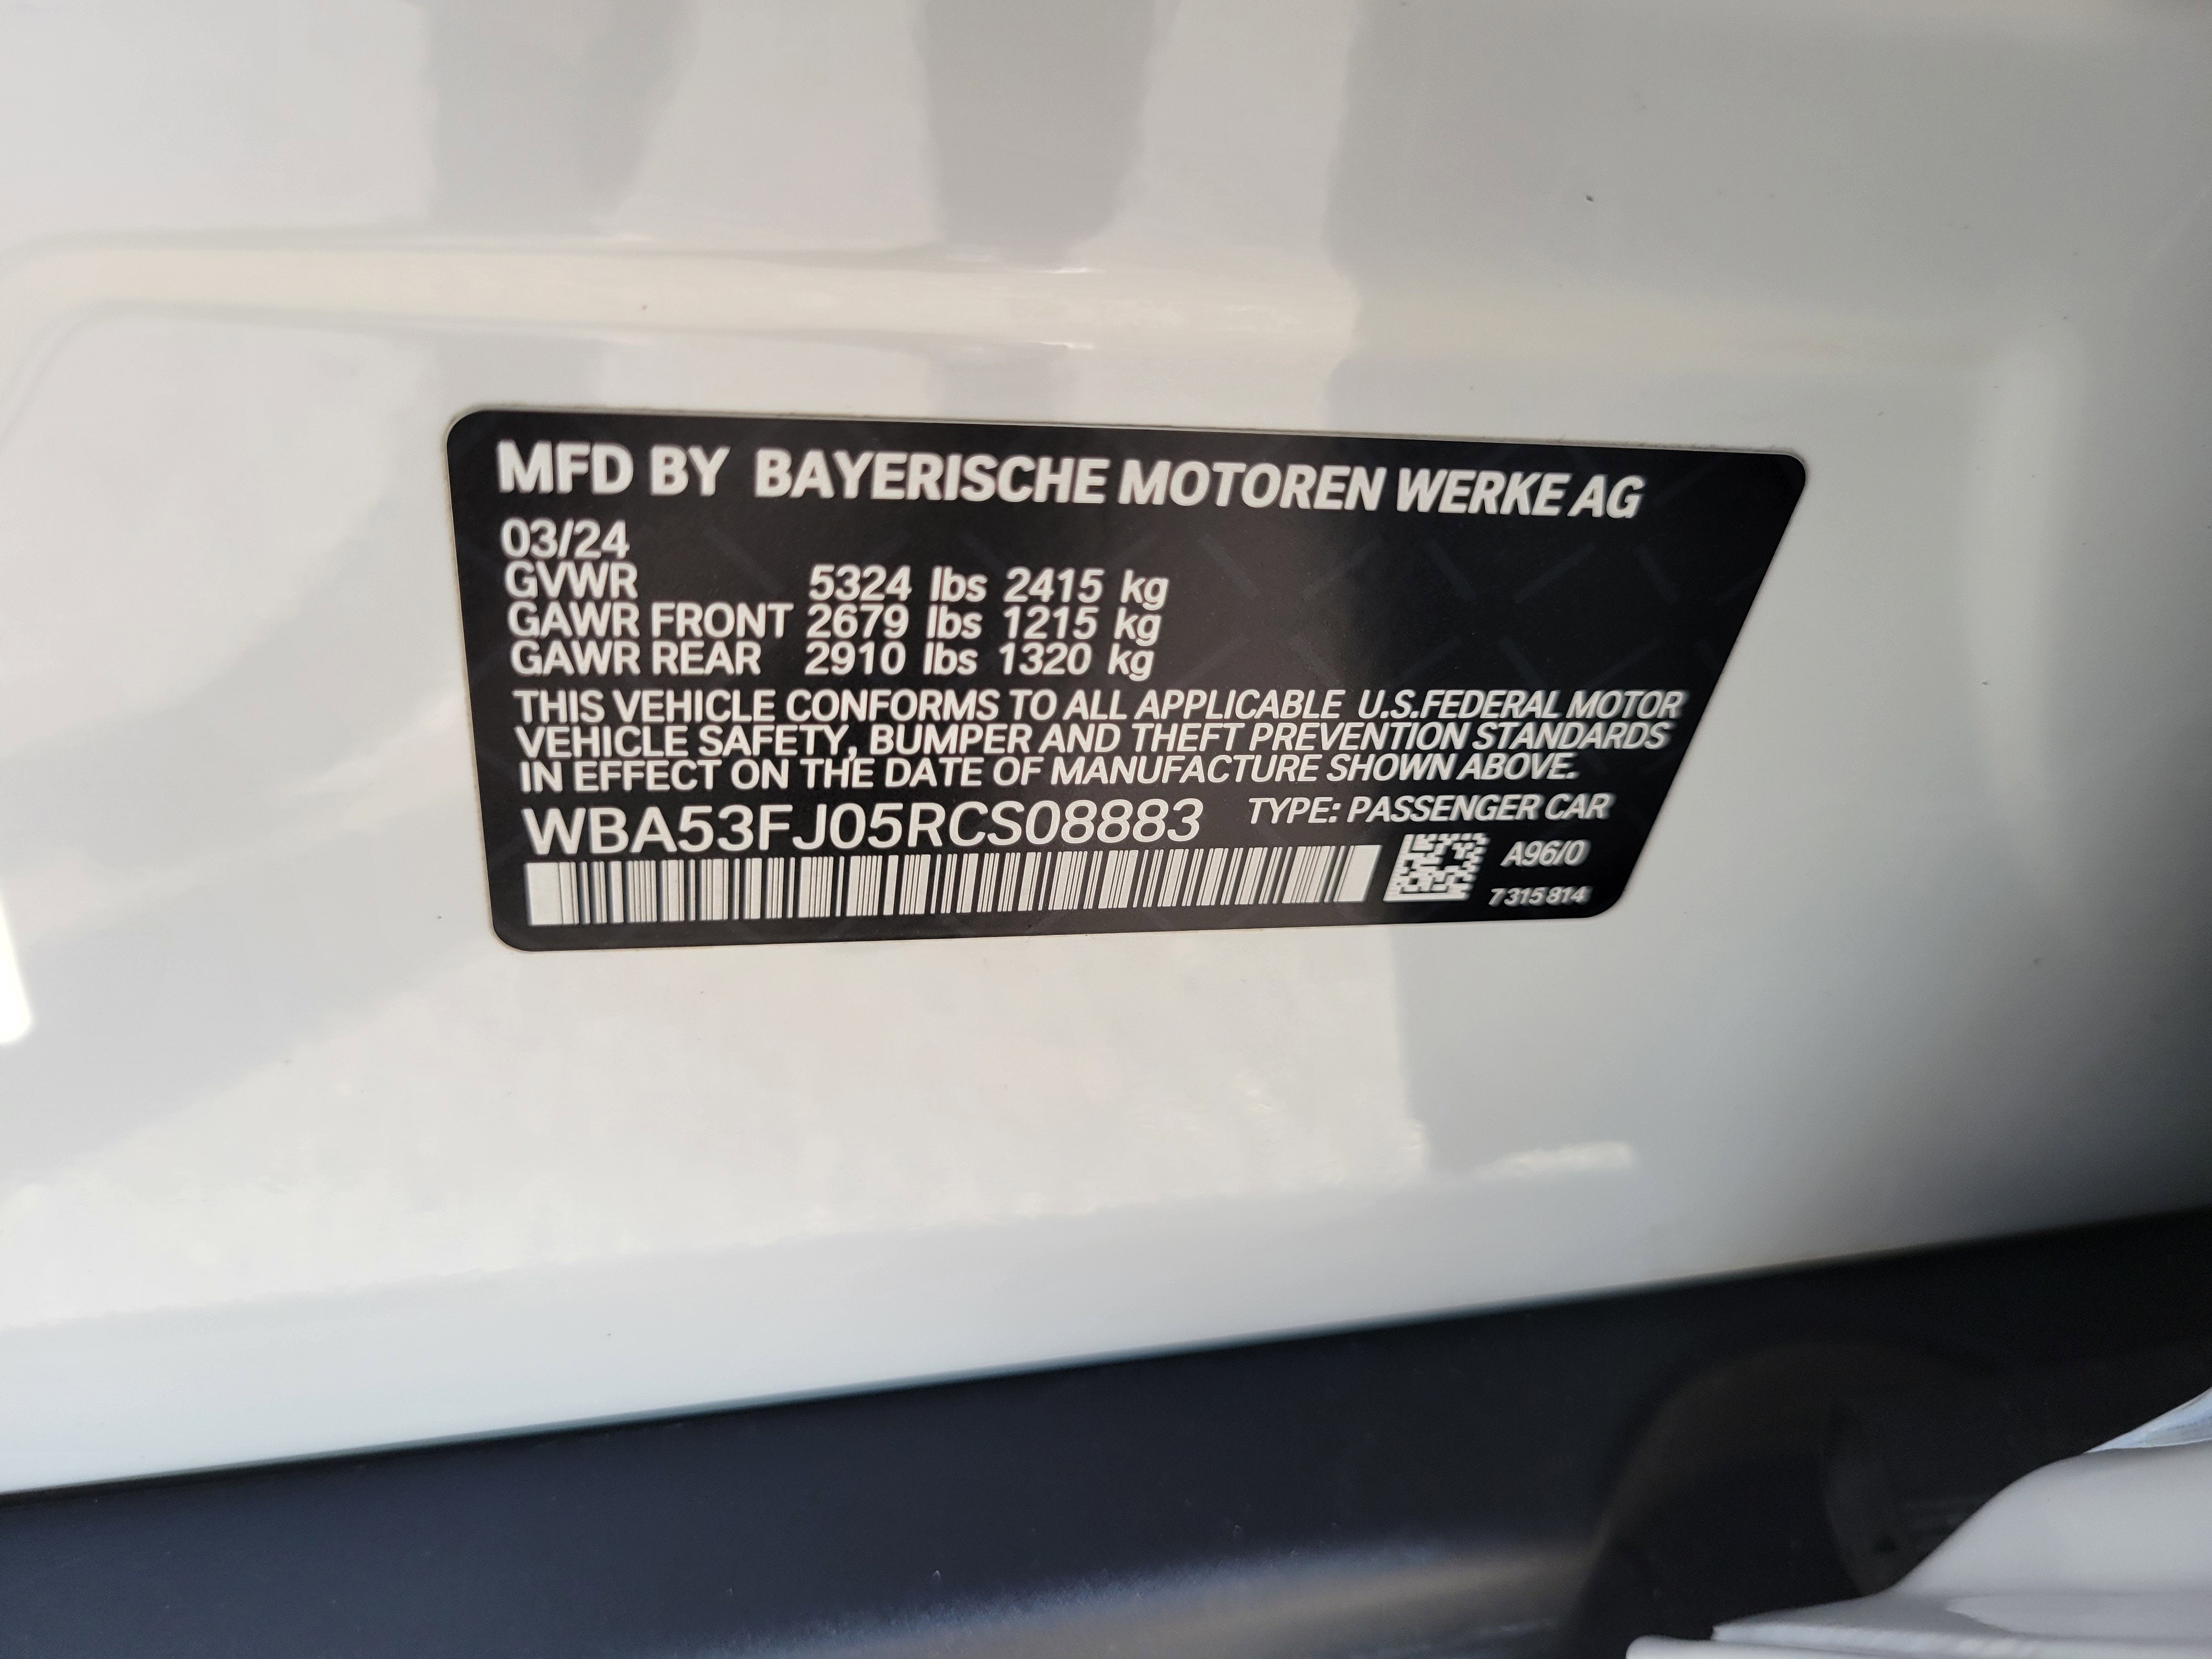 MFD BY BAYERISCHE MOTOREN WERKE AG
03/24
GVWR 5324 lbs 2415 kg
GAWR FRONT 2679 lbs 1215 kg
GAWR REAR 2910 lbs 1320 kg
THIS VEHICLE CONFORMS TO ALL APPLICABLE U.S.FEDERAL MOTOR
VEHICLE SAFETY, BUMPER AND THEFT PREVENTION STANDARDS
IN EFFECT ON THE DATE OF MANUFACTURE SHOWN ABOVE.
WBA53FJ05RCS08883 TYPE: PASSENGER CAR
A96/0
7 315 814